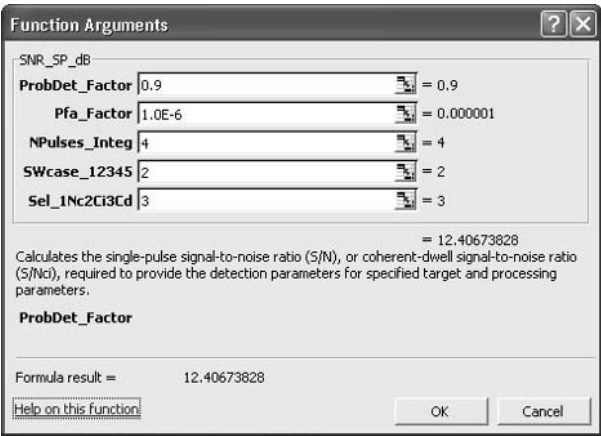 Function Arguments
SNR_SP_dB
ProbDet_Factor 0.9 = 0.9
Pfa_Factor 1.0E-6 = 0.000001
NPulses_Integ 4 = 4
SWcase_12345 2 = 2
Sel_1Nc2Ci3Cd 3 = 3
= 12.40673828
Calculates the single-pulse signal-to-noise ratio (S/N), or coherent-dwell signal-to-noise ratio
(S/Nci), required to provide the detection parameters for specified target and processing
parameters.
ProbDet_Factor
Formula result = 12.40673828
Help on this function
OK Cancel